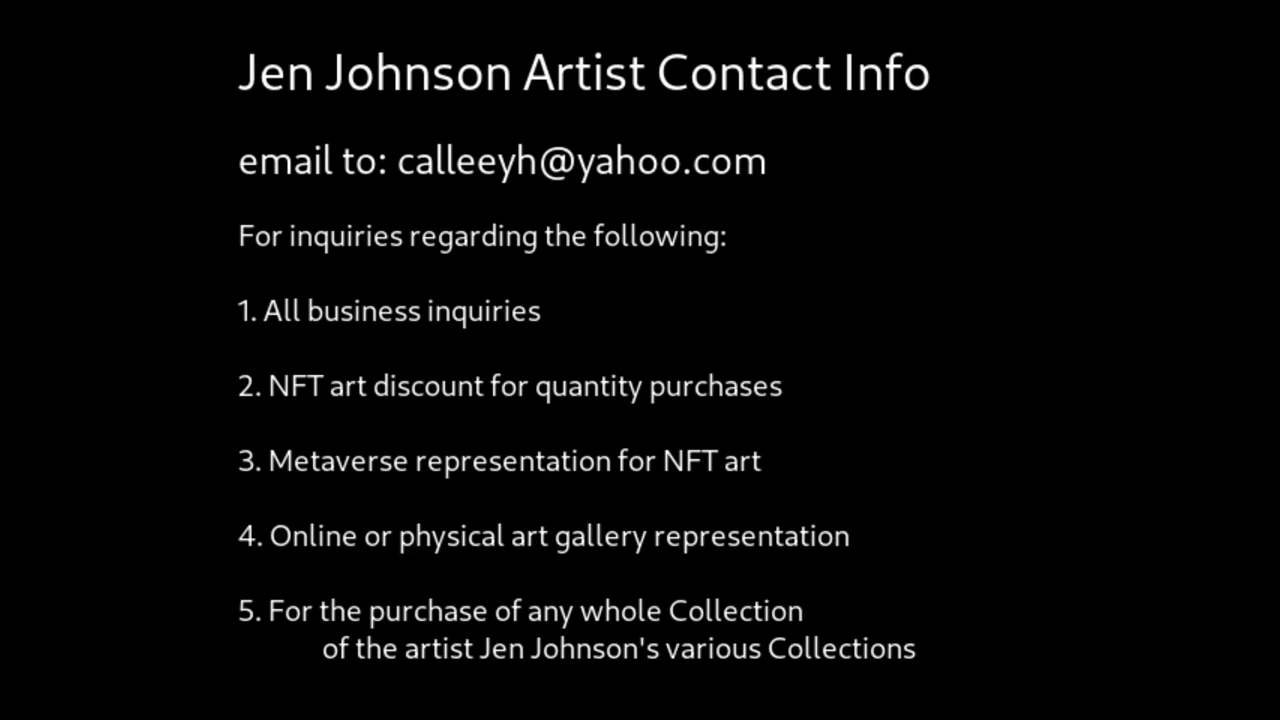 Jen Johnson Artist Contact Info
email to: calleeyh@yahoo.com
For inquiries regarding the following:
1. All business inquiries
2. NFT art discount for quantity purchases
3. Metaverse representation for NFT art
4. Online or physical art gallery representation
5. For the purchase of any whole Collection
of the artist Jen Johnson's various Collections